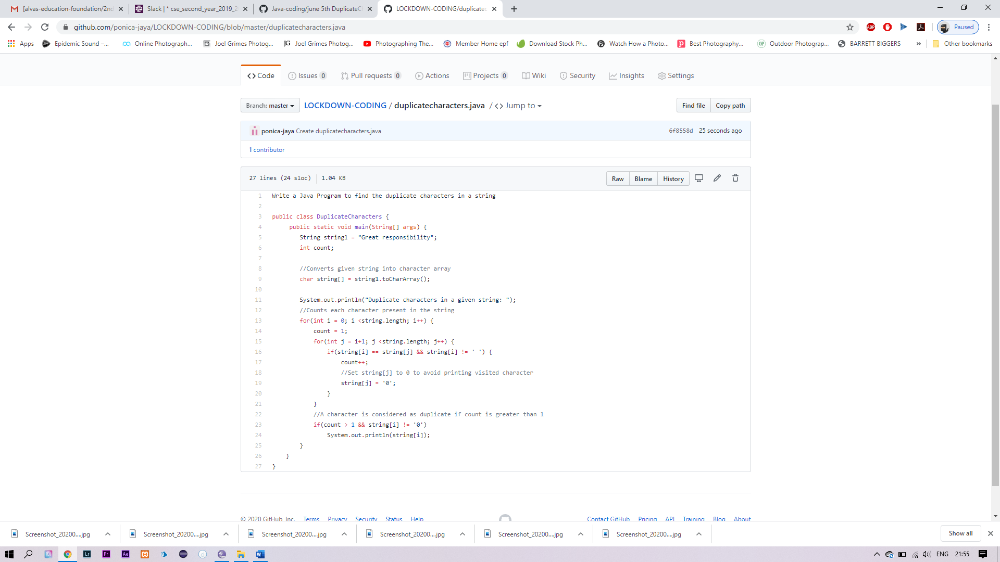 [alvas-education-foundation/2nd
Slack | * cse_second_year_2019_2
Java-coding/june 5th DuplicateC
LOCKDOWN-CODING/duplicatec
github.com/ponica-jaya/LOCKDOWN-CODING/blob/master/duplicatecharacters.java
ABP
Paused
Apps
Epidemic Sound –...
Online Photograph...
Joel Grimes Photog...
JG Joel Grimes Photog...
Photographing The...
Member Home epf
Download Stock Ph...
Watch How a Photo...
Best Photography...
OP Outdoor Photograp...
BARRETT BIGGERS
»
Other bookmarks
<> Code
Issues 0
Pull requests 0
Actions
Projects 0
Wiki
Security
Insights
Settings
Branch: master
LOCKDOWN-CODING / duplicatecharacters.java / <> Jump to
Find file
Copy path
ponica-jaya Create duplicatecharacters.java
6f8558d 25 seconds ago
1 contributor
27 lines (24 sloc) 1.04 KB
Raw
Blame
History
1 Write a Java Program to find the duplicate characters in a string
2
3 public class DuplicateCharacters {
4 public static void main(String[] args) {
5 String string1 = "Great responsibility";
6 int count;
7
8 //Converts given string into character array
9 char string[] = string1.toCharArray();
10
11 System.out.println("Duplicate characters in a given string: ");
12 //Counts each character present in the string
13 for(int i = 0; i <string.length; i++) {
14 count = 1;
15 for(int j = i+1; j <string.length; j++) {
16 if(string[i] == string[j] && string[i] != ' ') {
17 count++;
18 //Set string[j] to 0 to avoid printing visited character
19 string[j] = '0';
20 }
21 }
22 //A character is considered as duplicate if count is greater than 1
23 if(count > 1 && string[i] != '0')
24 System.out.println(string[i]);
25 }
26 }
27 }
© 2020 GitHub, Inc.
Terms
Privacy
Security
Status
Help
Contact GitHub
Pricing
API
Training
Blog
About
Screenshot_20200....jpg
Screenshot_20200....jpg
Screenshot_20200....jpg
Screenshot_20200....jpg
Screenshot_20200....jpg
Screenshot_20200....jpg
Show all
Lr
Pr
Ae
W
ENG
21:55